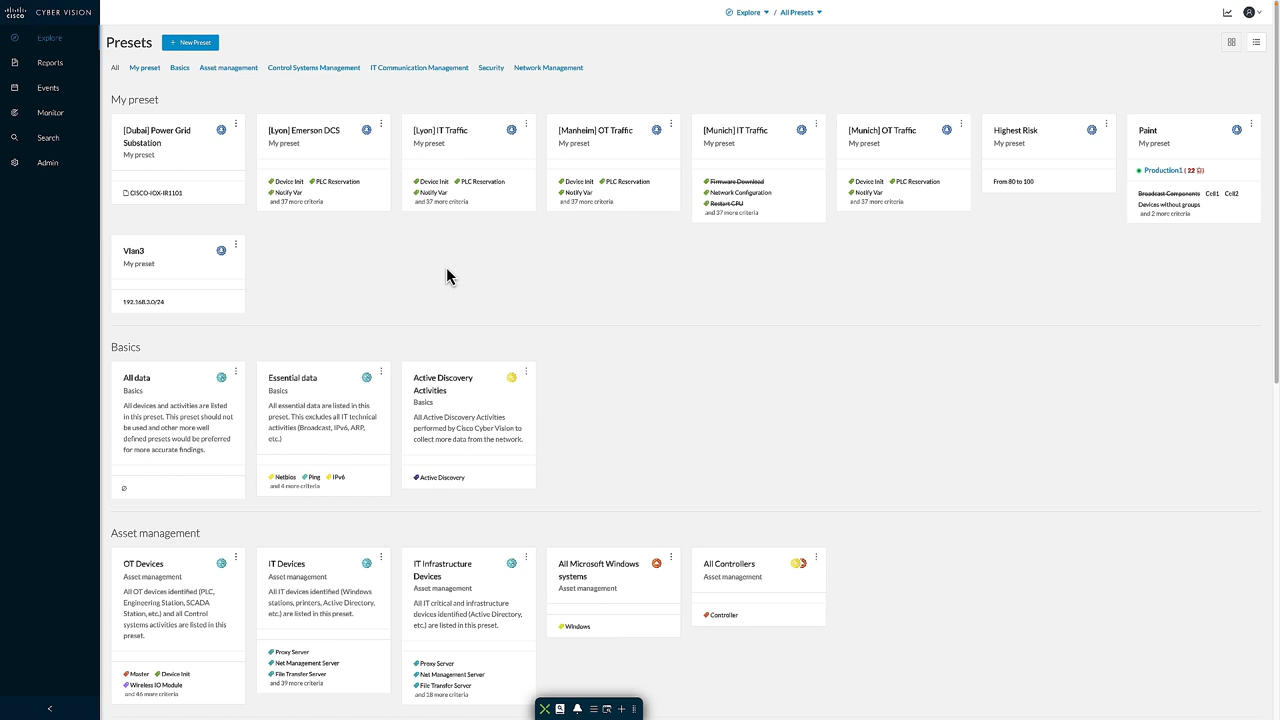 CISCO CYBER VISION
Explore / All Presets
Explore
Reports
Events
Monitor
Search
Admin
Presets
+ New Preset
All My preset Basics Asset management Control Systems Management IT Communication Management Security Network Management
My preset
[Dubai] Power Grid
Substation
My preset
CISCO-IOX-IR1101
[Lyon] Emerson DCS
My preset
Device Init PLC Reservation
Notify Var
and 37 more criteria
[Lyon] IT Traffic
My preset
Device Init PLC Reservation
Notify Var
and 37 more criteria
[Manheim] OT Traffic
My preset
Device Init PLC Reservation
Notify Var
and 37 more criteria
[Munich] IT Traffic
My preset
Firmware Download
Network Configuration
Restart CPU
and 37 more criteria
[Munich] OT Traffic
My preset
Device Init PLC Reservation
Notify Var
and 37 more criteria
Highest Risk
My preset
From 80 to 100
Paint
My preset
Production1 ( 22 )
Broadcast Components Cell1 Cell2
Devices without groups
and 2 more criteria
Vlan3
My preset
192.168.3.0/24
Basics
All data
Basics
All devices and activities are listed
in this preset. This preset should not
be used and other more well
defined presets would be preferred
for more accurate findings.
Essential data
Basics
All essential data are listed in this
preset. This excludes all IT technical
activities (Broadcast, IPv6, ARP,
etc.)
Netbios Ping IPv6
and 4 more criteria
Active Discovery
Activities
Basics
All Active Discovery Activities
performed by Cisco Cyber Vision to
collect more data from the network.
Active Discovery
Asset management
OT Devices
Asset management
All OT devices identified (PLC,
Engineering Station, SCADA
Station, etc.) and all Control
systems activities are listed in this
preset.
Master Device Init
Wireless IO Module
and 46 more criteria
IT Devices
Asset management
All IT devices identified (Windows
stations, printers, Active Directory,
etc.) are listed in this preset.
Proxy Server
Net Management Server
File Transfer Server
and 39 more criteria
IT Infrastructure
Devices
Asset management
All IT critical and infrastructure
devices identified (Active Directory,
etc.) are listed in this preset.
Proxy Server
Net Management Server
File Transfer Server
and 18 more criteria
All Microsoft Windows
systems
Asset management
Windows
All Controllers
Asset management
Controller